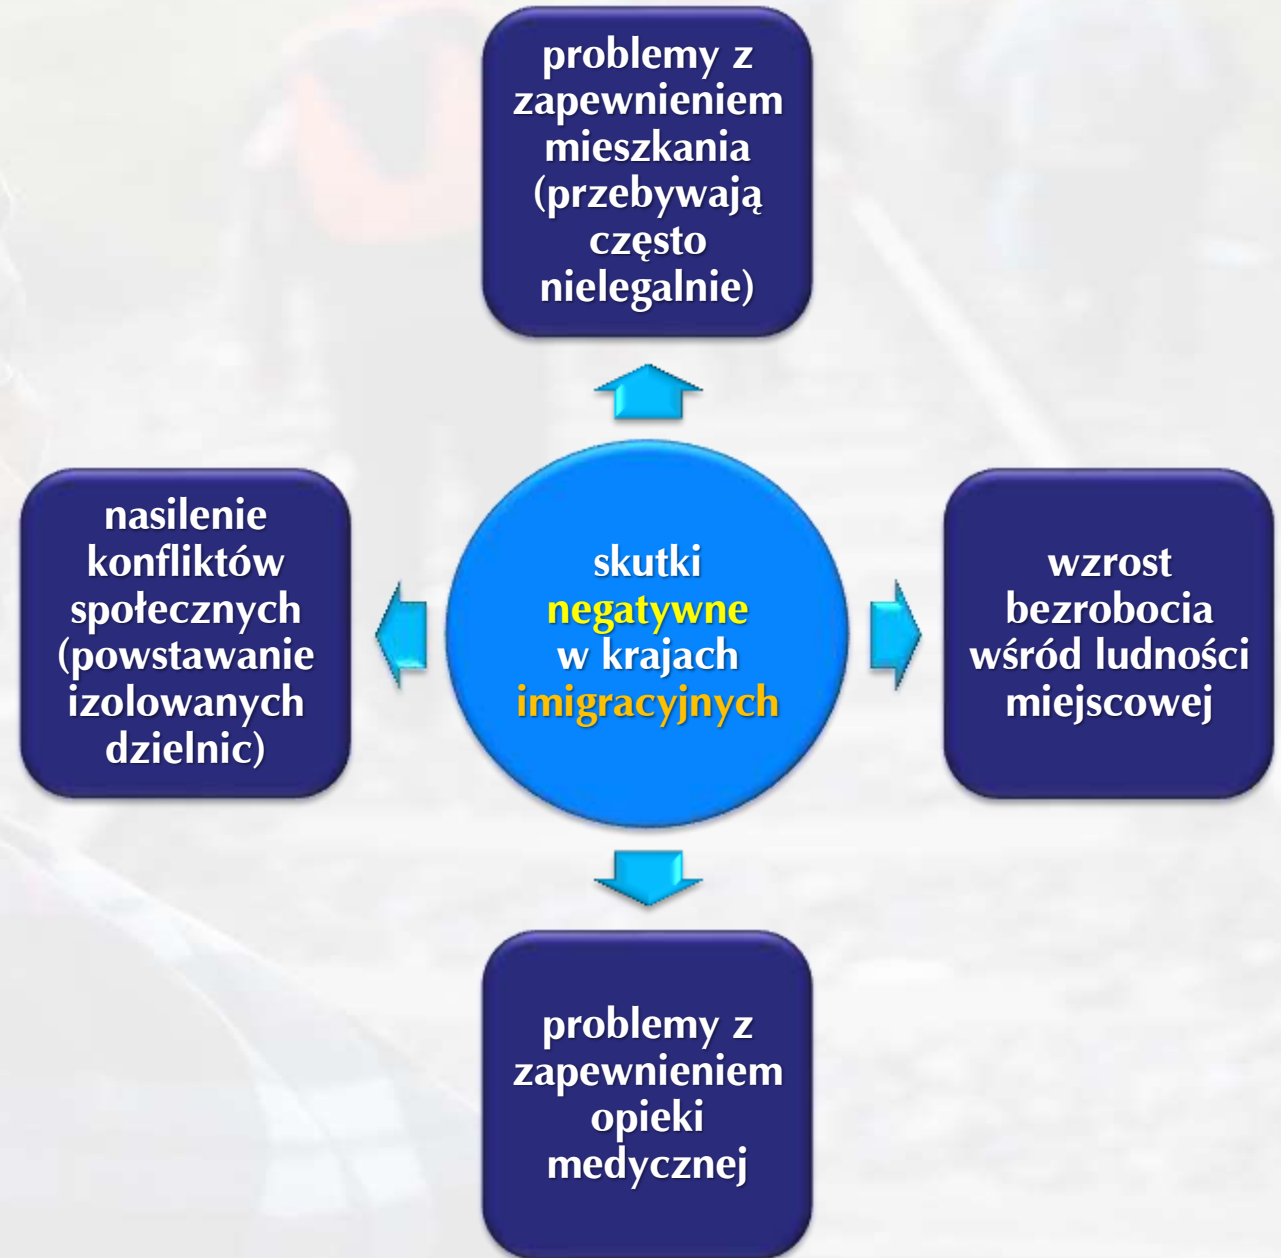 problemy z
zapewnieniem
mieszkania
(przebywają
często
nielegalnie)
nasilenie
konfliktów
społecznych
(powstawanie
izolowanych
dzielnic)
skutki
negatywne
w krajach
imigracyjnych
wzrost
bezrobocia
wśród ludności
miejscowej
problemy z
zapewnieniem
opieki
medycznej